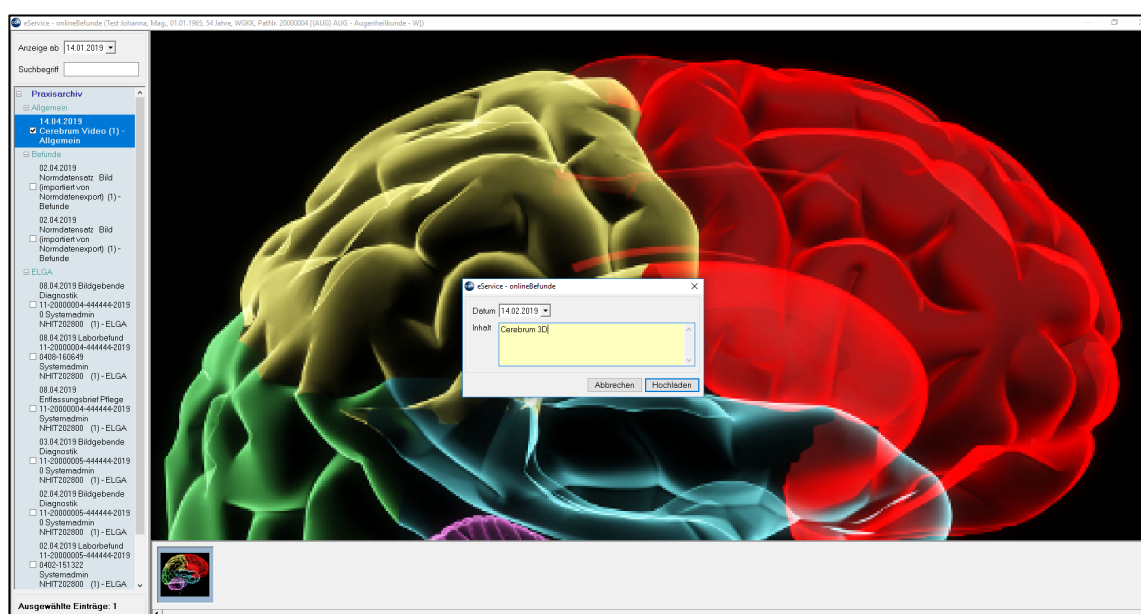 eService - onlineBefunde (Test Johanna, Mag., 01.01.1965, 54 Jahre, WGKK, PatNr. 20000004 [(AUG) AUG - Augenheilkunde - W])
Anzeige ab 14.01.2019
Suchbegriff
Praxisarchiv
Allgemein
14.04.2019
Cerebrum Video (1) -
Allgemein
Befunde
02.04.2019
Normdatensatz Bild
(importiert von
Normdatenexport) (1) -
Befunde
02.04.2019
Normdatensatz Bild
(importiert von
Normdatenexport) (1) -
Befunde
ELGA
08.04.2019 Bildgebende
Diagnostik
11-20000004-444444-2019
0 Systemadmin
NHIT202800 (1) - ELGA
08.04.2019 Laborbefund
11-20000004-444444-2019
0408-160649
Systemadmin
NHIT202800 (1) - ELGA
08.04.2019
Entlassungsbrief Pflege
11-20000004-444444-2019
Systemadmin
NHIT202800 (1) - ELGA
03.04.2019 Bildgebende
Diagnostik
11-20000005-444444-2019
0 Systemadmin
NHIT202800 (1) - ELGA
02.04.2019 Bildgebende
Diagnostik
11-20000005-444444-2019
0 Systemadmin
NHIT202800 (1) - ELGA
02.04.2019 Laborbefund
11-20000005-444444-2019
0402-151322
Systemadmin
NHIT202800 (1) - ELGA
Ausgewählte Einträge: 1
eService - onlineBefunde
Datum 14.02.2019
Inhalt Cerebrum 3D
Abbrechen Hochladen